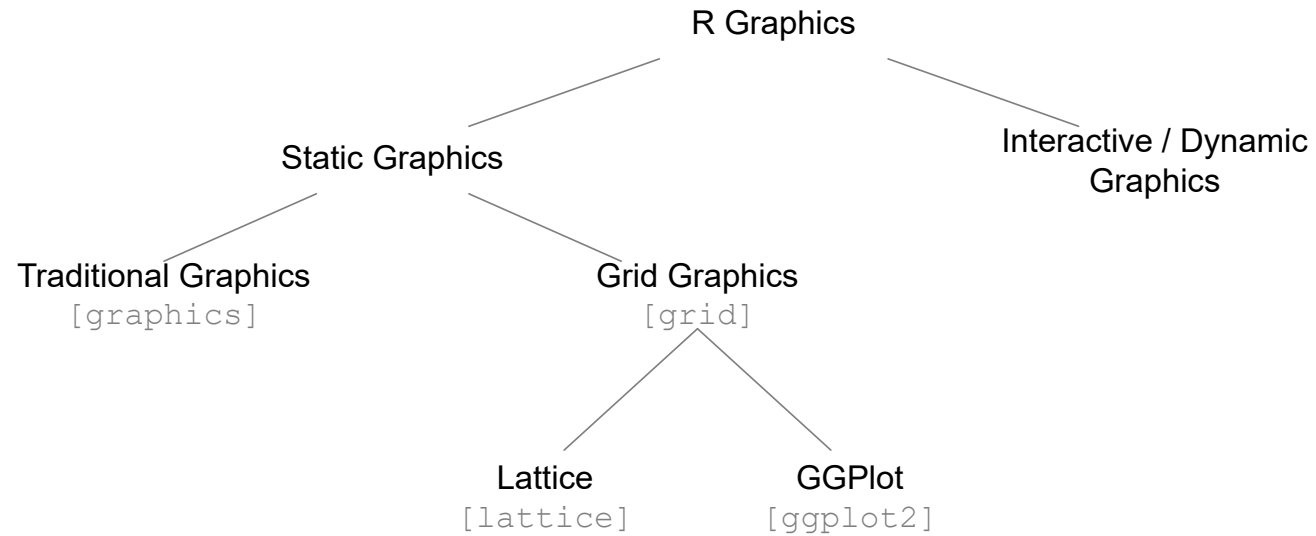 R Graphics
Static Graphics
Interactive / Dynamic
Graphics
Traditional Graphics
[graphics]
Grid Graphics
[grid]
Lattice
[lattice]
GGPlot
[ggplot2]